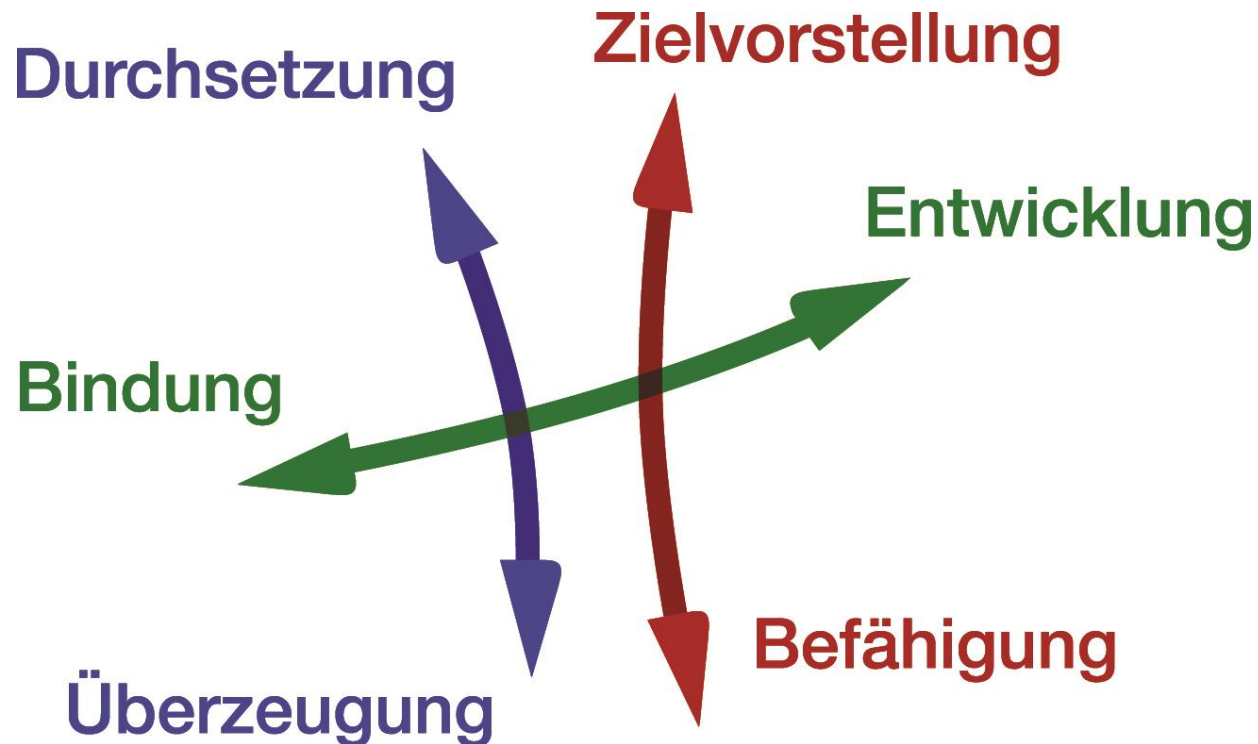 Zielvorstellung
Durchsetzung
Entwicklung
Bindung
Befähigung
Überzeugung